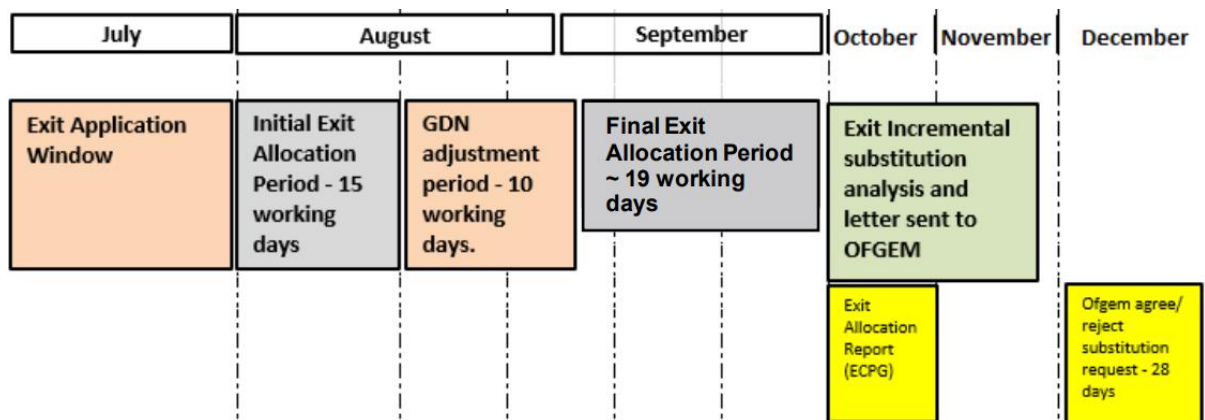 July
August
September
October
November
December
Exit Application
Window
Initial Exit
Allocation
Period - 15
working
days
GDN
adjustment
period - 10
working
days.
Final Exit
Allocation Period
~ 19 working
days
Exit Incremental
substitution
analysis and
letter sent to
OFGEM
Exit
Allocation
Report
(ECPG)
Ofgem agree/
reject
substitution
request - 28
days